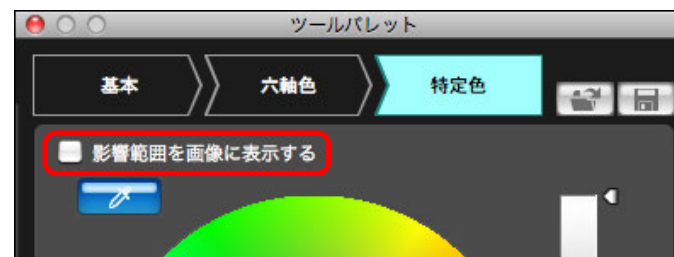 ツールパレット
基本 六軸色 特定色
影響範囲を画像に表示する